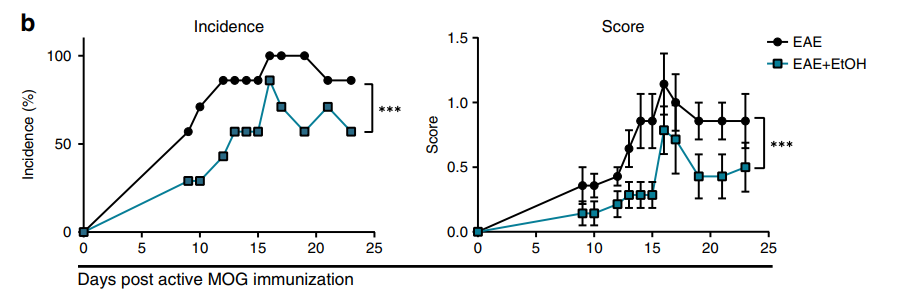 b
Incidence
Score
Incidence (%)
100
50
0
0 5 10 15 20 25
***
Score
1.5
1.0
0.5
0.0
0 5 10 15 20 25
***
EAE
EAE+EtOH
Days post active MOG immunization